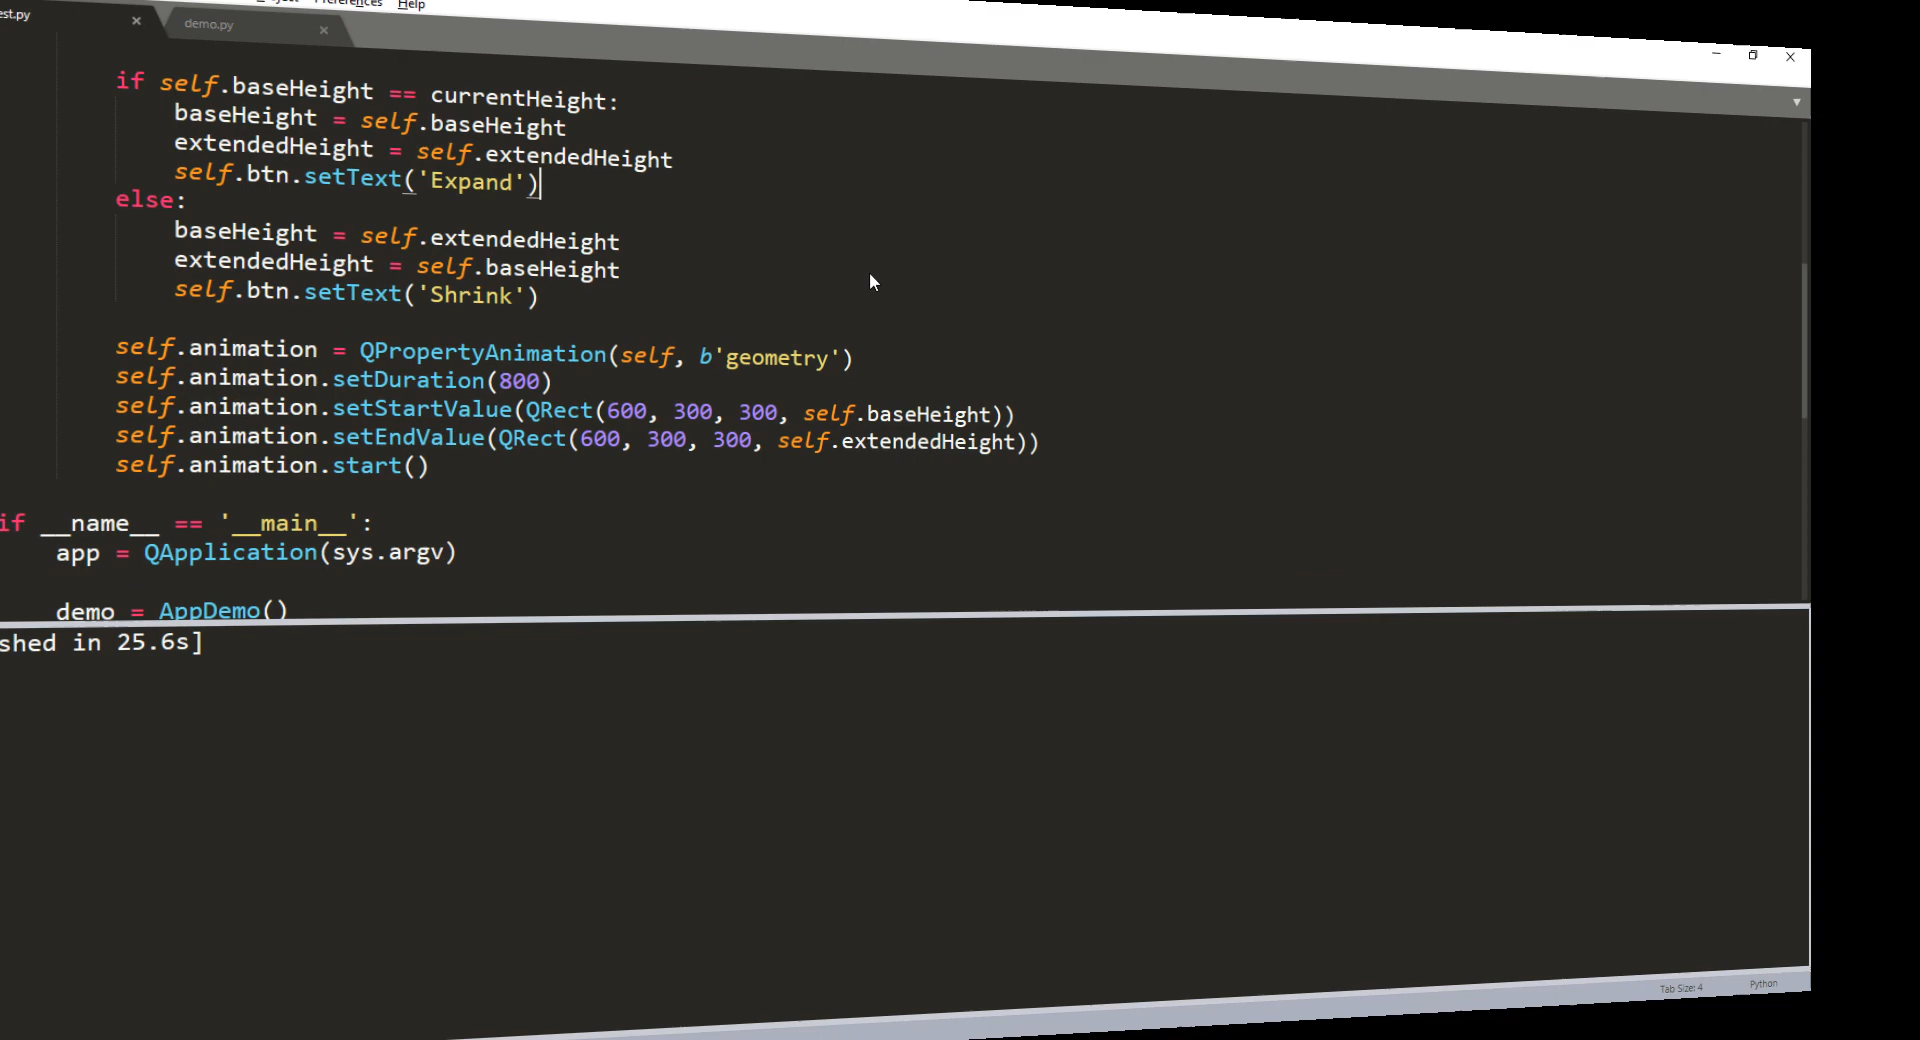 Preferences Help
est.py demo.py
if self.baseHeight == currentHeight:
baseHeight = self.baseHeight
extendedHeight = self.extendedHeight
self.btn.setText('Expand')
else:
baseHeight = self.extendedHeight
extendedHeight = self.baseHeight
self.btn.setText('Shrink')
self.animation = QPropertyAnimation(self, b'geometry')
self.animation.setDuration(800)
self.animation.setStartValue(QRect(600, 300, 300, self.baseHeight))
self.animation.setEndValue(QRect(600, 300, 300, self.extendedHeight))
self.animation.start()
if __name__ == '__main__':
app = QApplication(sys.argv)
demo = AppDemo()
shed in 25.6s]
Tab Size: 4 Python